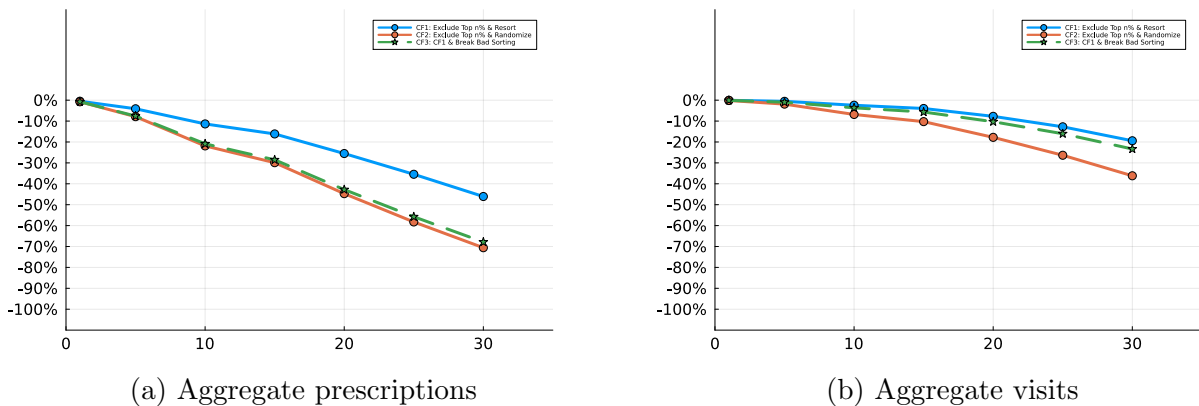 CF1: Exclude Top n% & Resort
CF2: Exclude Top n% & Randomize
CF3: CF1 & Break Bad Sorting
0%
-10%
-20%
-30%
-40%
-50%
-60%
-70%
-80%
-90%
-100%
0 10 20 30
(a) Aggregate prescriptions
CF1: Exclude Top n% & Resort
CF2: Exclude Top n% & Randomize
CF3: CF1 & Break Bad Sorting
0%
-10%
-20%
-30%
-40%
-50%
-60%
-70%
-80%
-90%
-100%
0 10 20 30
(b) Aggregate visits